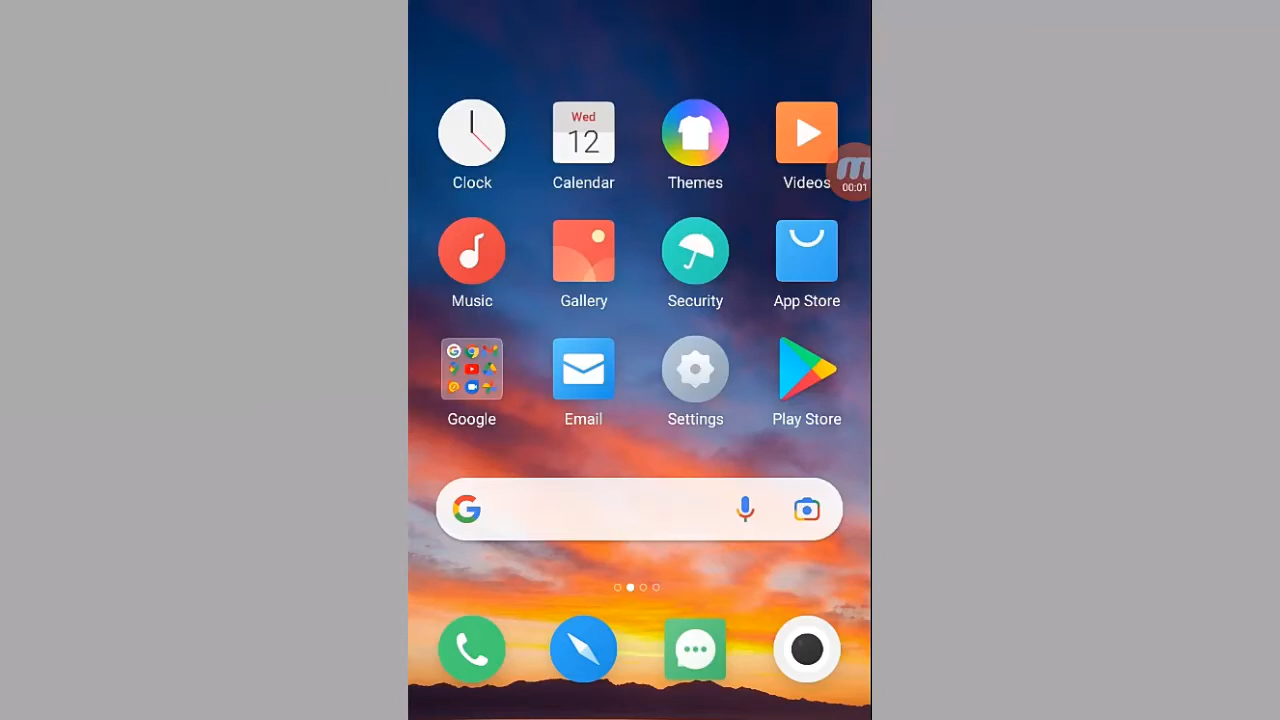 Wed
12
Clock
Calendar
Themes
Videos
00:01
Music
Gallery
Security
App Store
Google
Email
Settings
Play Store